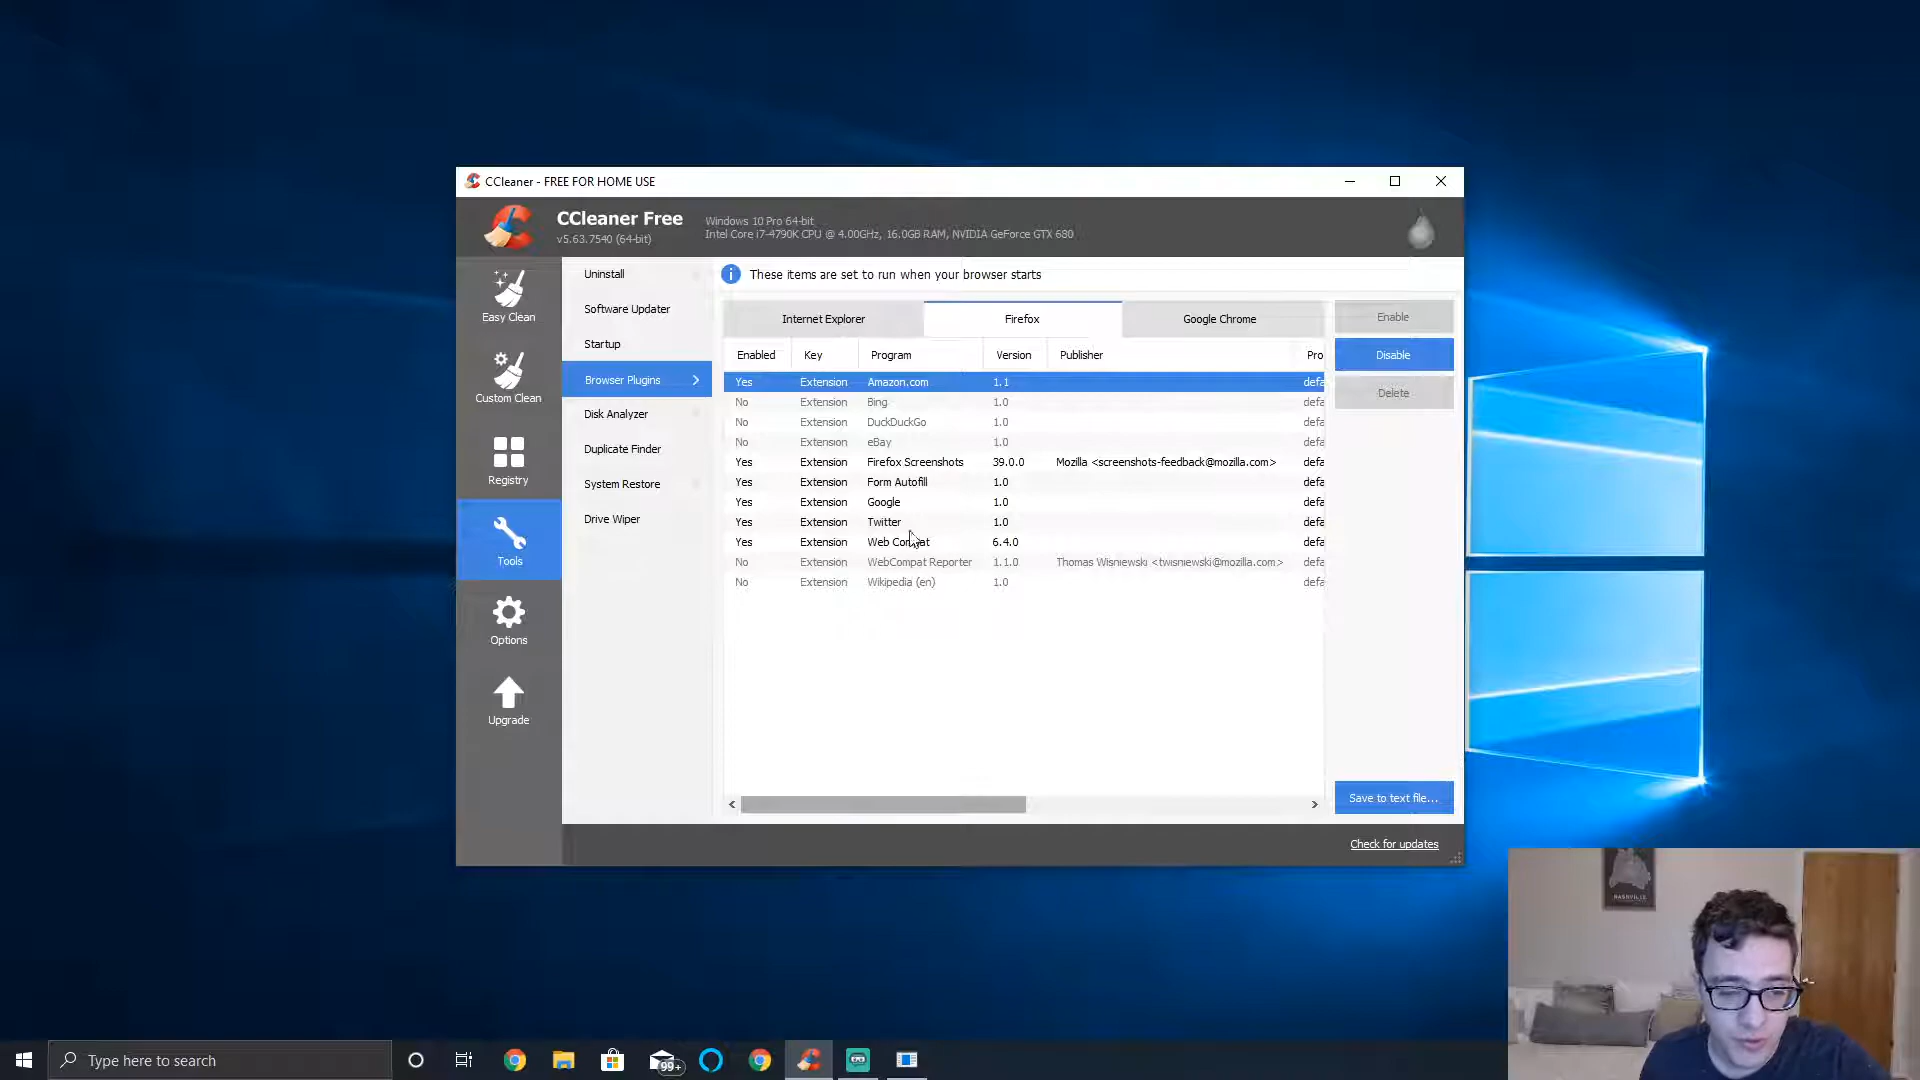 CCleaner - FREE FOR HOME USE
CCleaner Free
v5.63.7540 (64-bit)
Windows 10 Pro 64-bit
Intel Core i7-4790K CPU @ 4.00GHz, 16.0GB RAM, NVIDIA GeForce GTX 680
Easy Clean
Custom Clean
Registry
Tools
Options
Upgrade
Uninstall
Software Updater
Startup
Browser Plugins
Disk Analyzer
Duplicate Finder
System Restore
Drive Wiper
These items are set to run when your browser starts
Internet Explorer Firefox Google Chrome
Enabled Key Program Version Publisher Pro
Yes Extension Amazon.com 1.1 defa
No Extension Bing 1.0 defa
No Extension DuckDuckGo 1.0 defa
No Extension eBay 1.0 defa
Yes Extension Firefox Screenshots 39.0.0 Mozilla <screenshots-feedback@mozilla.com> defa
Yes Extension Form Autofill 1.0 defa
Yes Extension Google 1.0 defa
Yes Extension Twitter 1.0 defa
Yes Extension Web Compat 6.4.0 defa
No Extension WebCompat Reporter 1.1.0 Thomas Wisniewski <twisniewski@mozilla.com> defa
No Extension Wikipedia (en) 1.0 defa
Enable
Disable
Delete
Save to text file...
Check for updates
NASHVILLE
Type here to search
99+